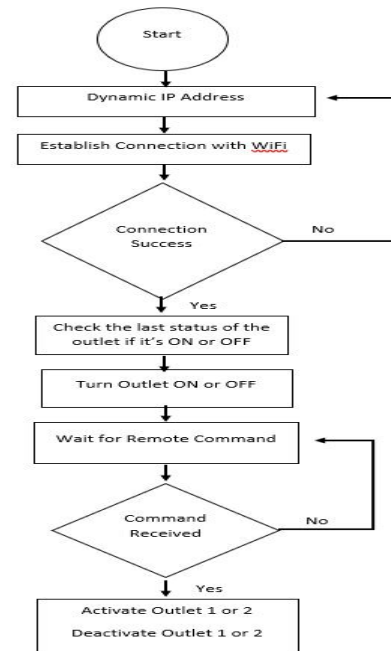 Start
Dynamic IP Address
Establish Connection with WiFi
Connection
Success
No
Yes
Check the last status of the
outlet if it's ON or OFF
Turn Outlet ON or OFF
Wait for Remote Command
Command
Received
No
Yes
Activate Outlet 1 or 2
Deactivate Outlet 1 or 2